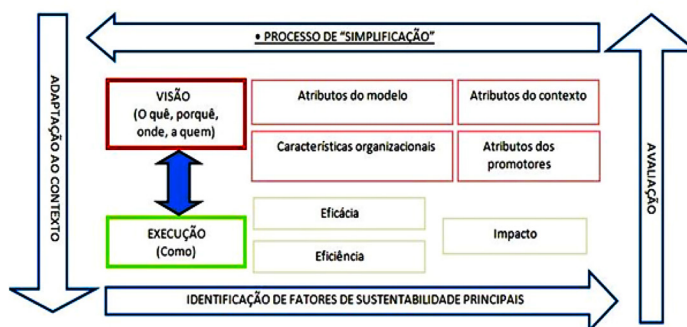 • PROCESSO DE “SIMPLIFICAÇÃO”
ADAPTAÇÃO AO CONTEXTO
VISÃO
(O quê, porquê,
onde, a quem)
Atributos do modelo
Atributos do contexto
Características organizacionais
Atributos dos
promotores
EXECUÇÃO
(Como)
Eficácia
Eficiência
Impacto
AVALIAÇÃO
IDENTIFICAÇÃO DE FATORES DE SUSTENTABILIDADE PRINCIPAIS